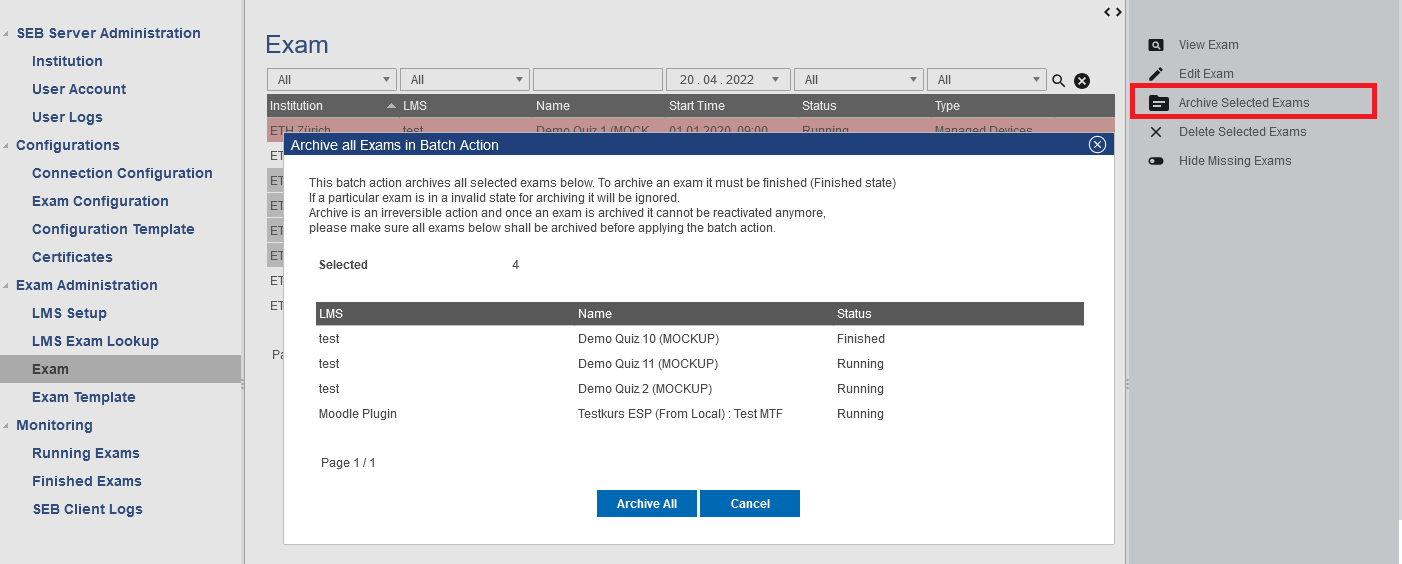 SEB Server Administration
Institution
User Account
User Logs
Configurations
Connection Configuration
Exam Configuration
Configuration Template
Certificates
Exam Administration
LMS Setup
LMS Exam Lookup
Exam
Exam Template
Monitoring
Running Exams
Finished Exams
SEB Client Logs
Exam
All All 20 . 04 . 2022 All All
Institution LMS Name Start Time Status Type
ETH Zürich test Demo Quiz 1 (MOCK 01.01.2020 09:00 Running Managed Devices
ET
ET
ET
ET
ET
ET
ET
Pa
Archive all Exams in Batch Action
This batch action archives all selected exams below. To archive an exam it must be finished (Finished state)
If a particular exam is in a invalid state for archiving it will be ignored.
Archive is an irreversible action and once an exam is archived it cannot be reactivated anymore,
please make sure all exams below shall be archived before applying the batch action.
Selected 4
LMS Name Status
test Demo Quiz 10 (MOCKUP) Finished
test Demo Quiz 11 (MOCKUP) Running
test Demo Quiz 2 (MOCKUP) Running
Moodle Plugin Testkurs ESP (From Local) : Test MTF Running
Page 1 / 1
Archive All Cancel
View Exam
Edit Exam
Archive Selected Exams
Delete Selected Exams
Hide Missing Exams